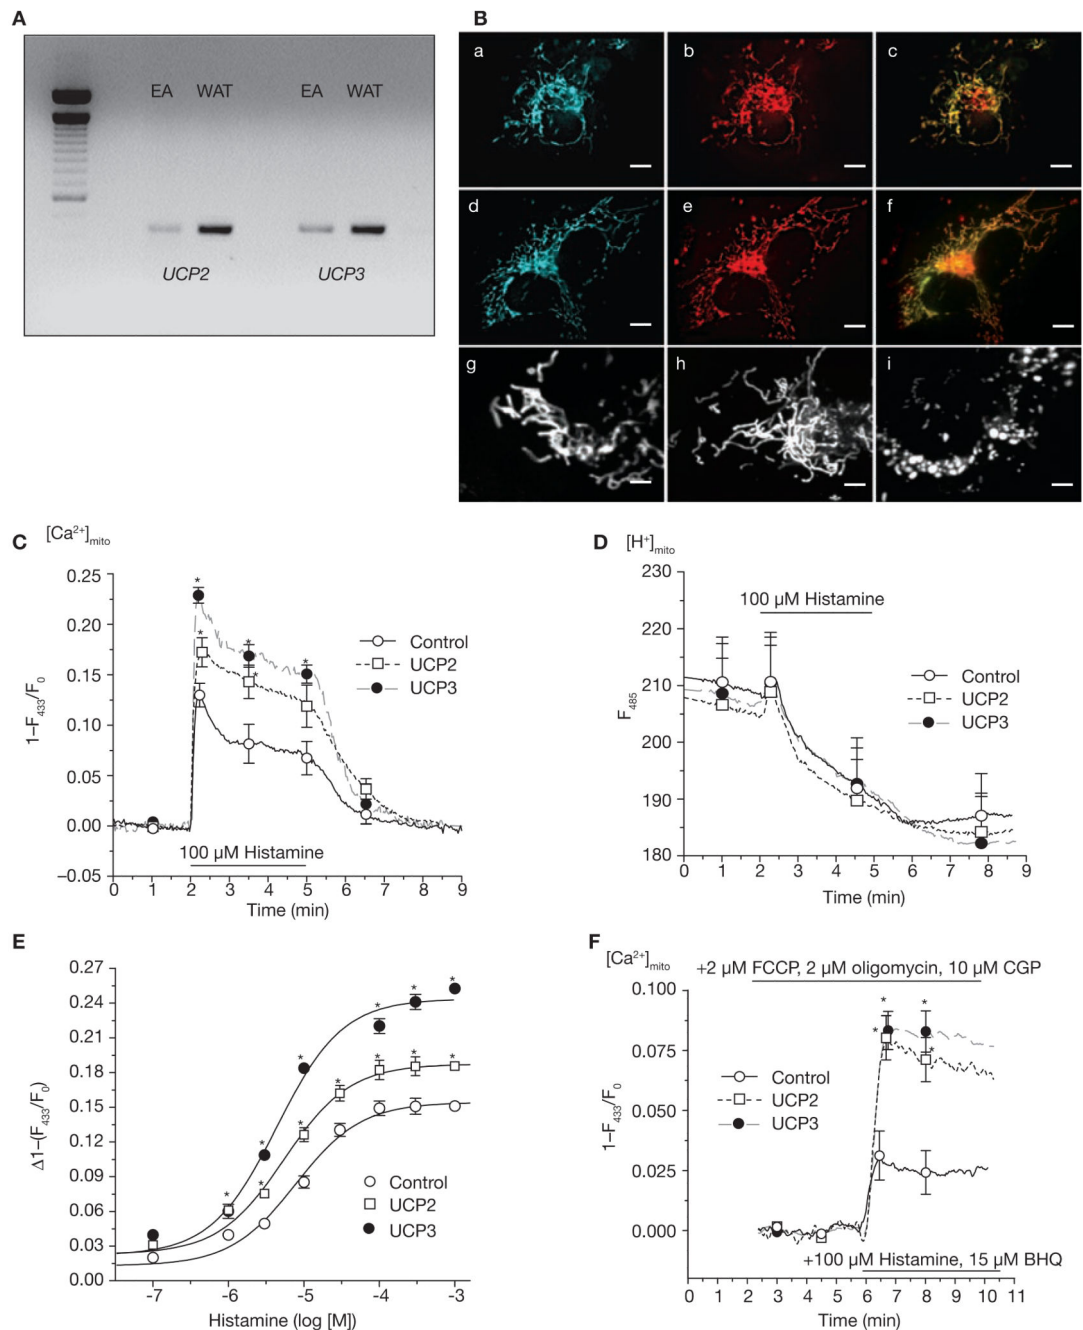 A
EA WAT EA WAT
UCP2 UCP3
B
a b c
d e f
g h i
C [Ca²⁺]mito
1–F433/F0
0.25
0.20
0.15
0.10
0.05
0.00
–0.05
* * * * *
Control
UCP2
UCP3
100 µM Histamine
0 1 2 3 4 5 6 7 8 9
Time (min)
D [H⁺]mito
F485
230
220
210
200
190
180
100 µM Histamine
Control
UCP2
UCP3
0 1 2 3 4 5 6 7 8 9
Time (min)
E
Δ1–(F433/F0)
0.27
0.24
0.21
0.18
0.15
0.12
0.09
0.06
0.03
0.00
* * * * * * * * * * * *
Control
UCP2
UCP3
–7 –6 –5 –4 –3
Histamine (log [M])
F
[Ca²⁺]mito
+2 µM FCCP, 2 µM oligomycin, 10 µM CGP
1–F433/F0
0.100
0.075
0.050
0.025
0.000
* * * *
Control
UCP2
UCP3
+100 µM Histamine, 15 µM BHQ
0 1 2 3 4 5 6 7 8 9 10 11
Time (min)